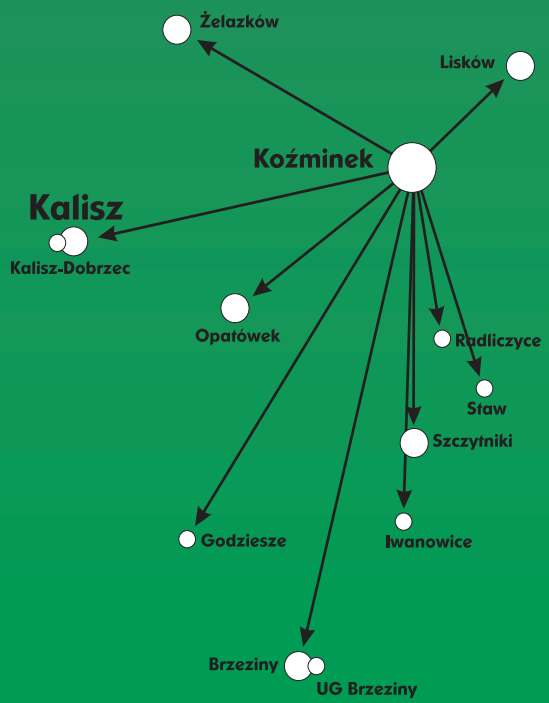 Żelazków
Lisków
Koźminek
Kalisz
Kalisz-Dobrzec
Opatówek
Radliczyce
Staw
Szczytniki
Godziesze
Iwanowice
Brzeziny
UG Brzeziny